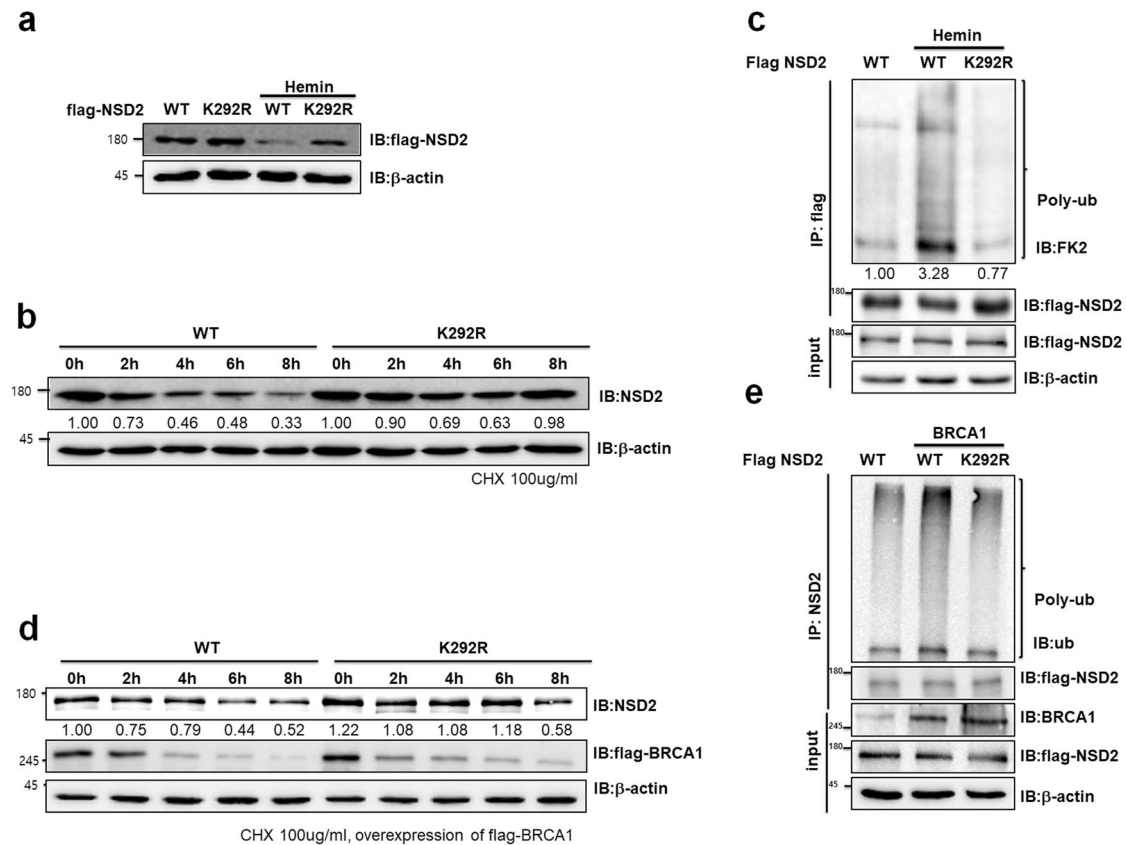 a
Hemin
flag-NSD2 WT K292R WT K292R
180 IB:flag-NSD2
45 IB:β-actin
b
WT K292R
0h 2h 4h 6h 8h 0h 2h 4h 6h 8h
180 IB:NSD2
1.00 0.73 0.46 0.48 0.33 1.00 0.90 0.69 0.63 0.98
45 IB:β-actin
CHX 100ug/ml
c
Hemin
Flag NSD2 WT WT K292R
IP: flag
Poly-ub
IB:FK2
1.00 3.28 0.77
180 IB:flag-NSD2
input
180 IB:flag-NSD2
IB:β-actin
d
WT K292R
0h 2h 4h 6h 8h 0h 2h 4h 6h 8h
180 IB:NSD2
1.00 0.75 0.79 0.44 0.52 1.22 1.08 1.08 1.18 0.58
245 IB:flag-BRCA1
45 IB:β-actin
CHX 100ug/ml, overexpression of flag-BRCA1
e
BRCA1
Flag NSD2 WT WT K292R
IP: NSD2
Poly-ub
IB:ub
180 IB:flag-NSD2
input
245 IB:BRCA1
180 IB:flag-NSD2
45 IB:β-actin